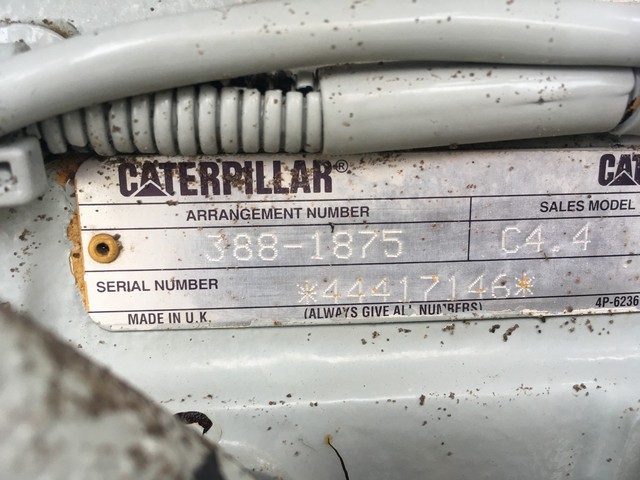 CATERPILLAR® CAT
ARRANGEMENT NUMBER SALES MODEL
388-1875 C4.4
SERIAL NUMBER *44417146* 4P-6236
MADE IN U.K. (ALWAYS GIVE ALL NUMBERS)